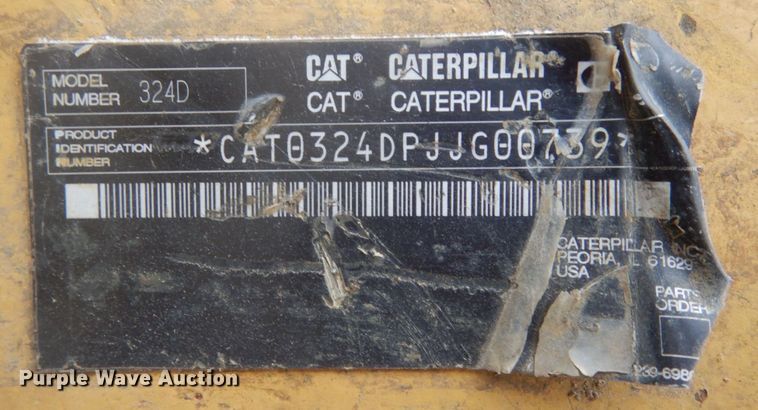 MODEL
NUMBER 324D
CAT® CATERPILLAR
CAT® CATERPILLAR®
PRODUCT
IDENTIFICATION
NUMBER
*CAT0324DPJJG00739*
CATERPILLAR INC.
PEORIA, IL 61629
USA
PARTS
ORDER
Purple Wave Auction